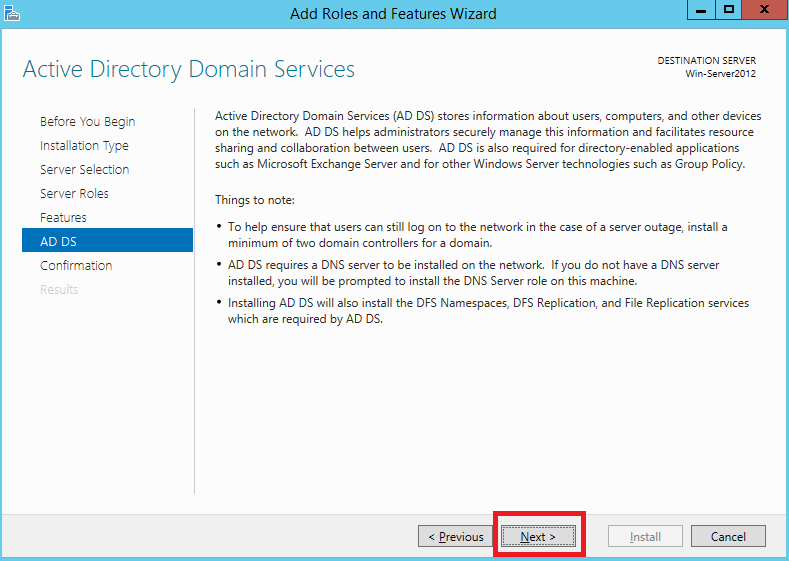 Add Roles and Features Wizard
Active Directory Domain Services
DESTINATION SERVER
Win-Server2012
Before You Begin
Installation Type
Server Selection
Server Roles
Features
AD DS
Confirmation
Results
Active Directory Domain Services (AD DS) stores information about users, computers, and other devices
on the network.  AD DS helps administrators securely manage this information and facilitates resource
sharing and collaboration between users.  AD DS is also required for directory-enabled applications
such as Microsoft Exchange Server and for other Windows Server technologies such as Group Policy.
Things to note:
• To help ensure that users can still log on to the network in the case of a server outage, install a
minimum of two domain controllers for a domain.
• AD DS requires a DNS server to be installed on the network.  If you do not have a DNS server
installed, you will be prompted to install the DNS Server role on this machine.
• Installing AD DS will also install the DFS Namespaces, DFS Replication, and File Replication services
which are required by AD DS.
< Previous
Next >
Install
Cancel